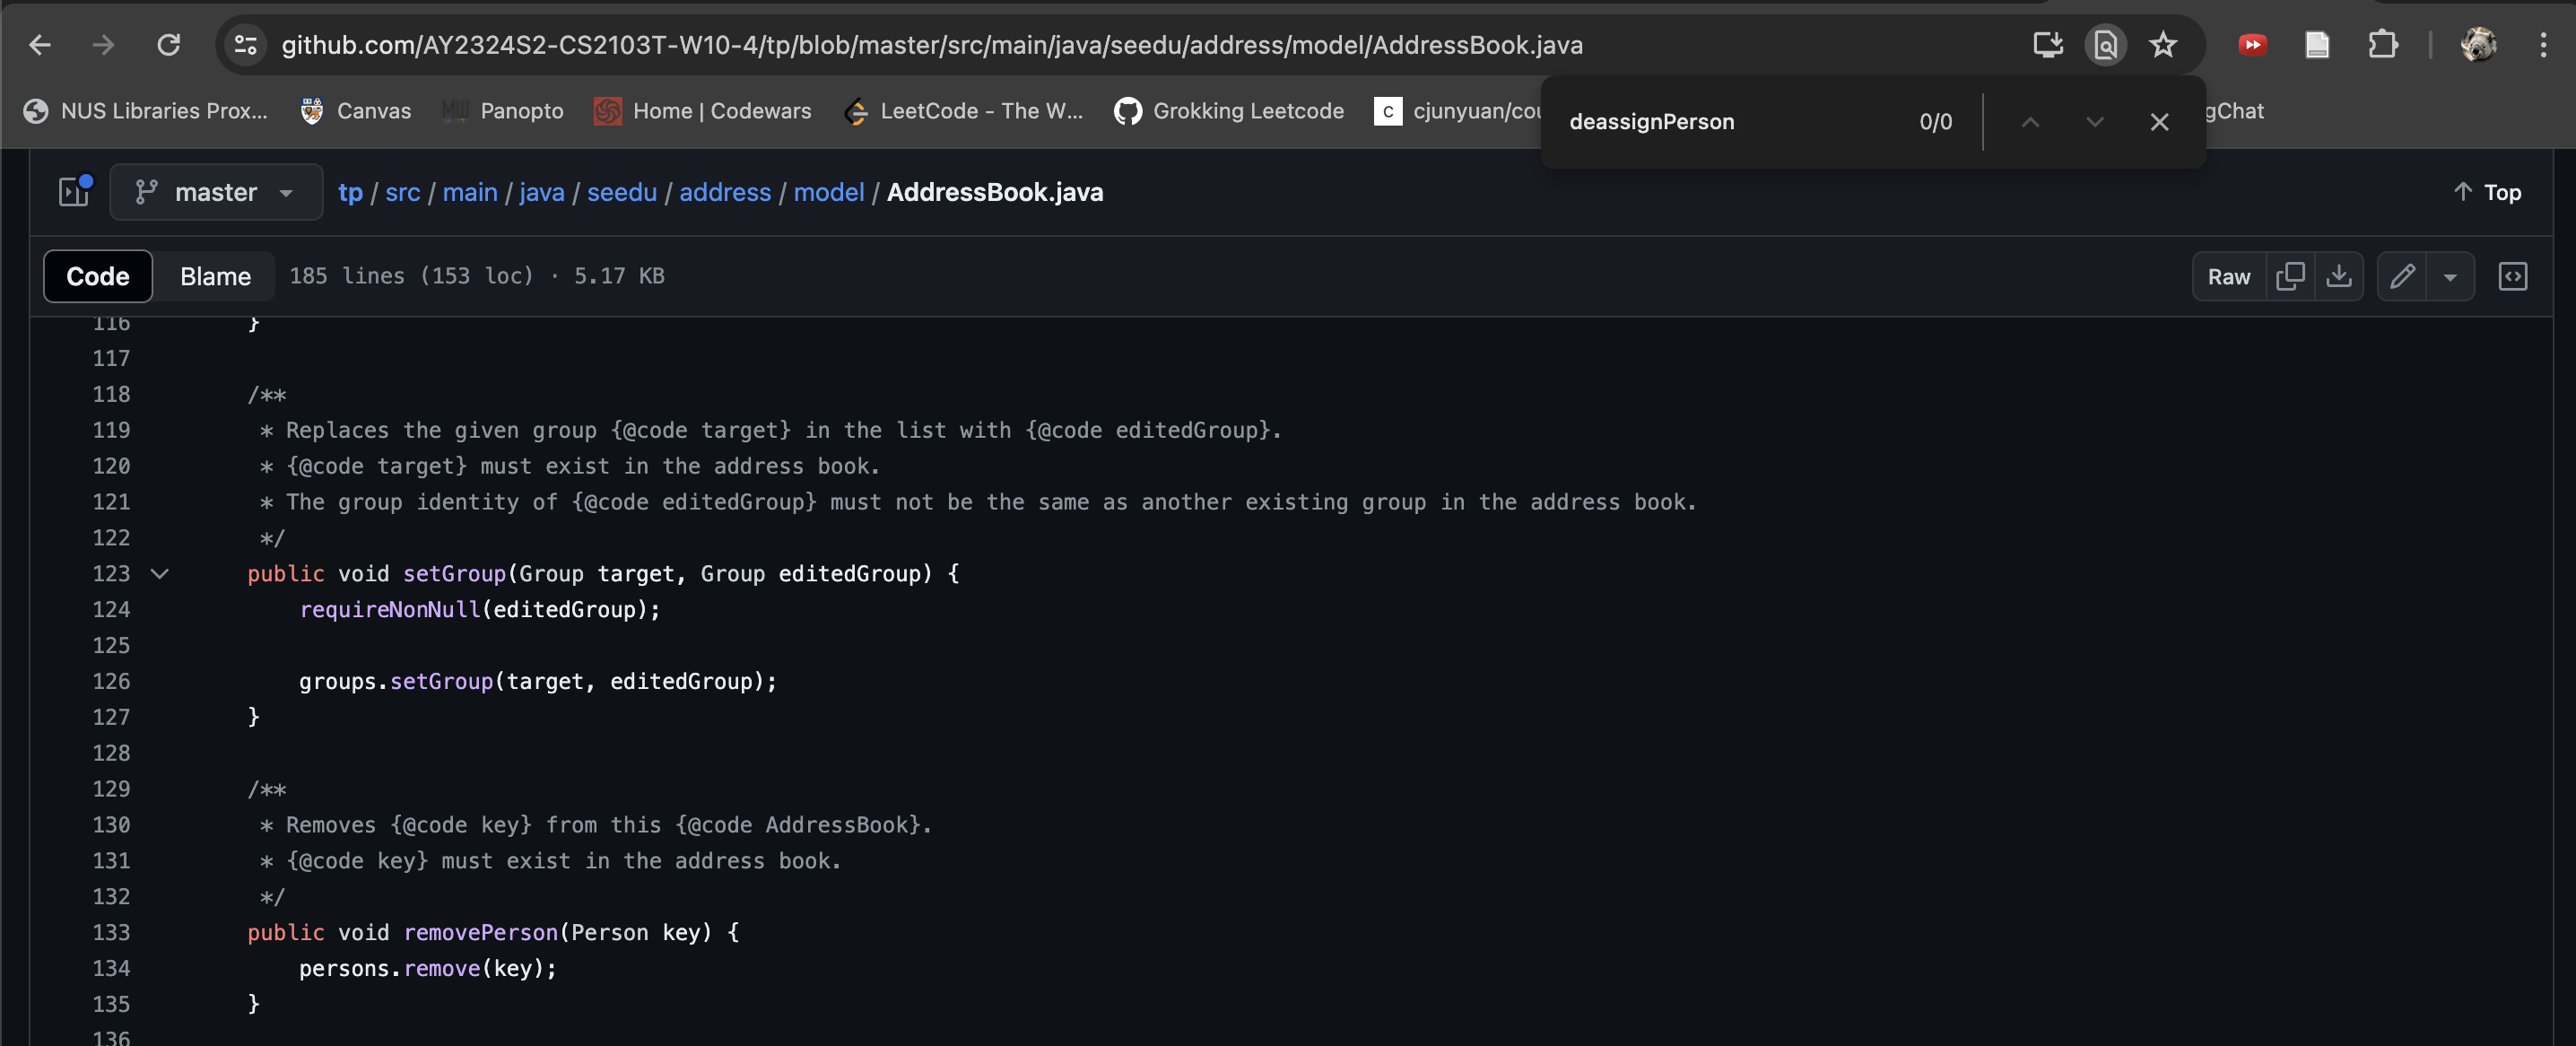 github.com/AY2324S2-CS2103T-W10-4/tp/blob/master/src/main/java/seedu/address/model/AddressBook.java
NUS Libraries Prox... Canvas Panopto Home | Codewars LeetCode - The W... Grokking Leetcode C cjunyuan/cou gChat
deassignPerson 0/0
master tp / src / main / java / seedu / address / model / AddressBook.java Top
Code Blame 185 lines (153 loc) · 5.17 KB Raw
116 }
117
118 /**
119 * Replaces the given group {@code target} in the list with {@code editedGroup}.
120 * {@code target} must exist in the address book.
121 * The group identity of {@code editedGroup} must not be the same as another existing group in the address book.
122 */
123 public void setGroup(Group target, Group editedGroup) {
124 requireNonNull(editedGroup);
125
126 groups.setGroup(target, editedGroup);
127 }
128
129 /**
130 * Removes {@code key} from this {@code AddressBook}.
131 * {@code key} must exist in the address book.
132 */
133 public void removePerson(Person key) {
134 persons.remove(key);
135 }
136